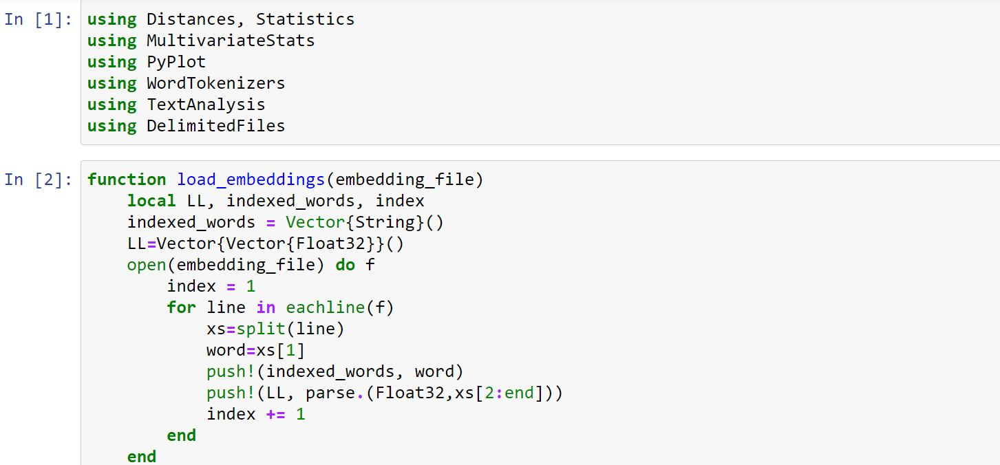 In [1]: using Distances, Statistics
using MultivariateStats
using PyPlot
using WordTokenizers
using TextAnalysis
using DelimitedFiles
In [2]: function load_embeddings(embedding_file)
    local LL, indexed_words, index
    indexed_words = Vector{String}()
    LL=Vector{Vector{Float32}}()
    open(embedding_file) do f
        index = 1
        for line in eachline(f)
            xs=split(line)
            word=xs[1]
            push!(indexed_words, word)
            push!(LL, parse.(Float32,xs[2:end]))
            index += 1
        end
    end